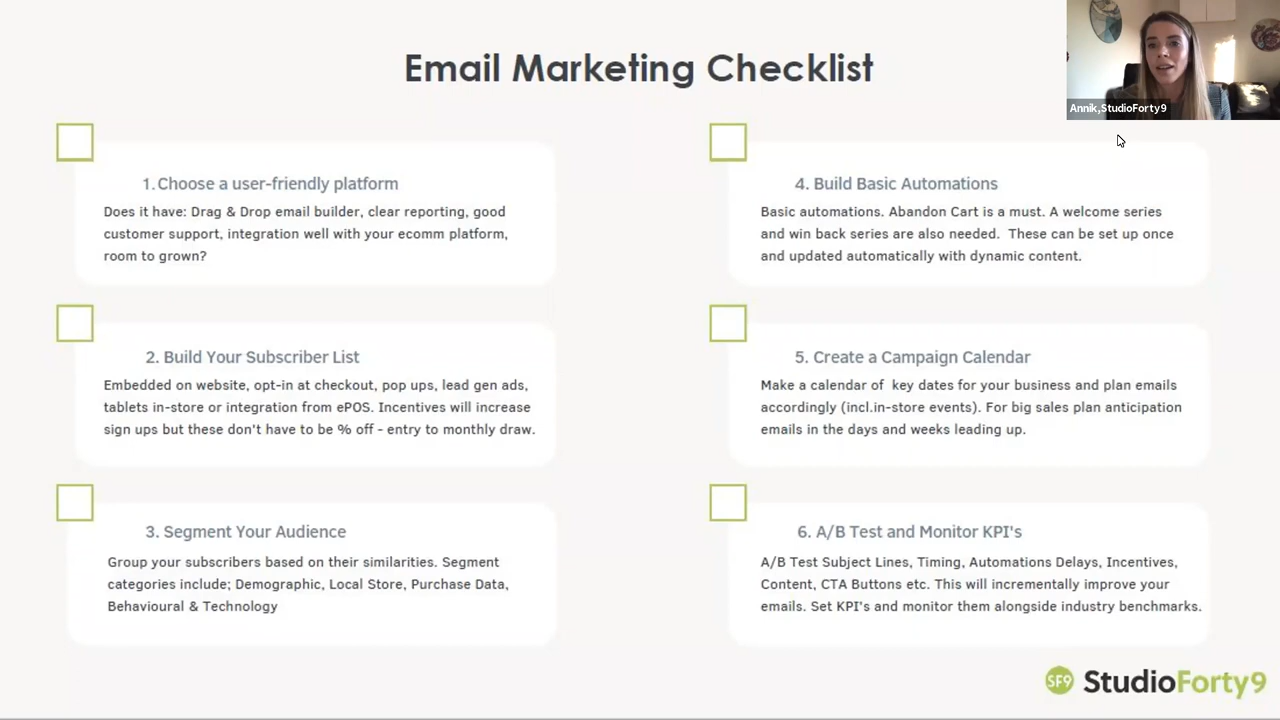 Email Marketing Checklist
Annik,StudioForty9
1. Choose a user-friendly platform
Does it have: Drag & Drop email builder, clear reporting, good
customer support, integration well with your ecomm platform,
room to grown?
2. Build Your Subscriber List
Embedded on website, opt-in at checkout, pop ups, lead gen ads,
tablets in-store or integration from ePOS. Incentives will increase
sign ups but these don't have to be % off - entry to monthly draw.
3. Segment Your Audience
Group your subscribers based on their similarities. Segment
categories include; Demographic, Local Store, Purchase Data,
Behavioural & Technology
4. Build Basic Automations
Basic automations. Abandon Cart is a must. A welcome series
and win back series are also needed.  These can be set up once
and updated automatically with dynamic content.
5. Create a Campaign Calendar
Make a calendar of  key dates for your business and plan emails
accordingly (incl.in-store events). For big sales plan anticipation
emails in the days and weeks leading up.
6. A/B Test and Monitor KPI's
A/B Test Subject Lines, Timing, Automations Delays, Incentives,
Content, CTA Buttons etc. This will incrementally improve your
emails. Set KPI's and monitor them alongside industry benchmarks.
SF9 StudioForty9